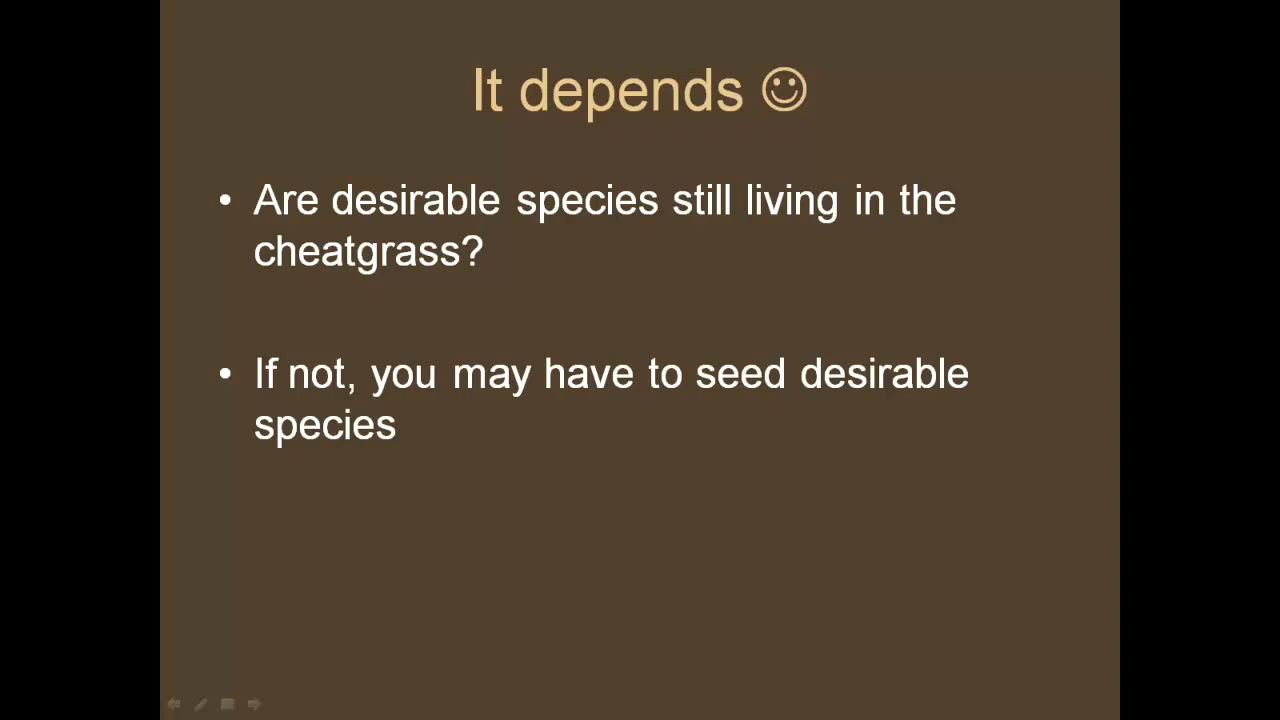 It depends ☺
• Are desirable species still living in the
cheatgrass?
• If not, you may have to seed desirable
species